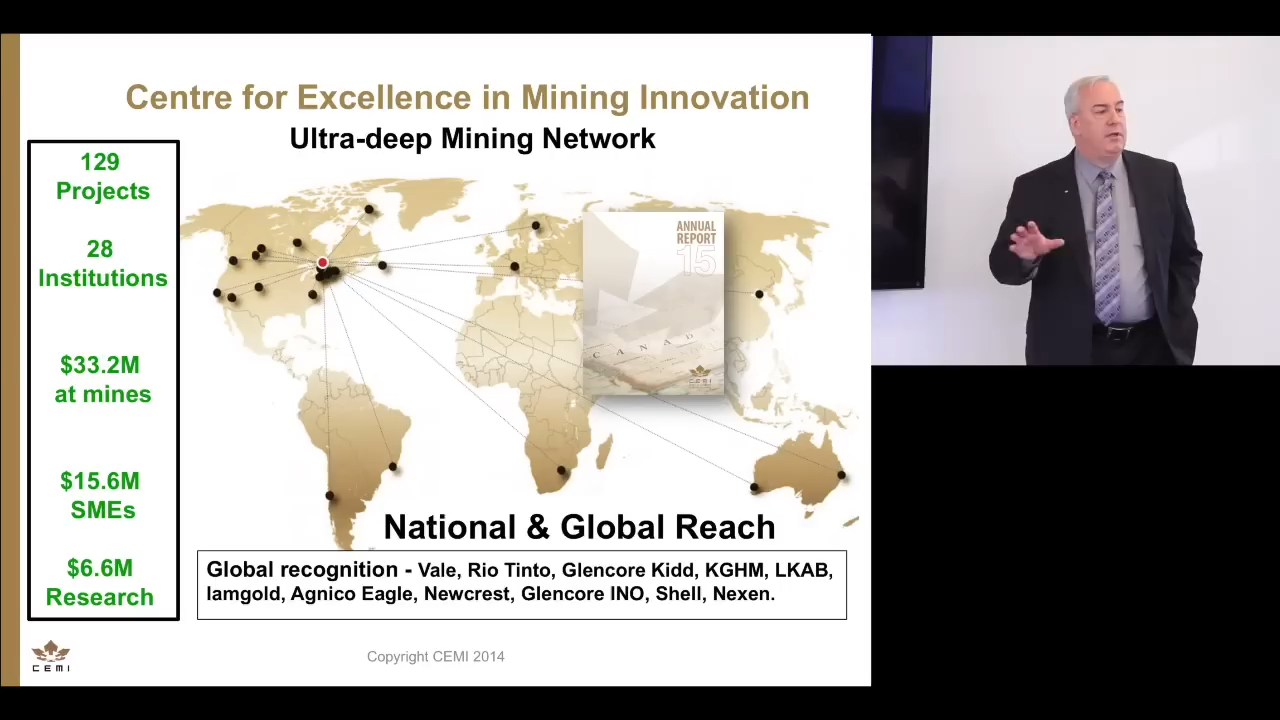 Centre for Excellence in Mining Innovation
Ultra-deep Mining Network
129
Projects
28
Institutions
$33.2M
at mines
$15.6M
SMEs
$6.6M
Research
ANNUAL
REPORT
15
CANADA
CEMI
National & Global Reach
Global recognition - Vale, Rio Tinto, Glencore Kidd, KGHM, LKAB,
Iamgold, Agnico Eagle, Newcrest, Glencore INO, Shell, Nexen.
CEMI
Copyright CEMI 2014